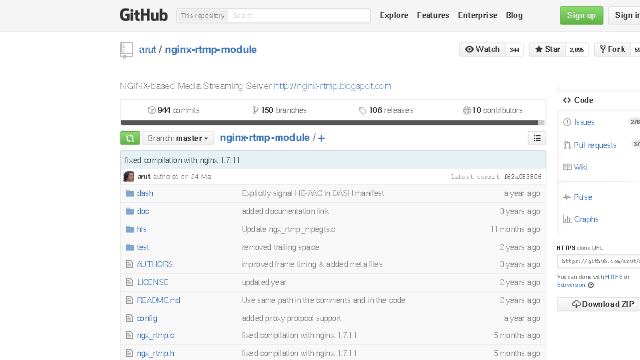 GitHub This repository Search Explore Features Enterprise Blog Sign up Sign in
arut / nginx-rtmp-module Watch 344 Star 2,095 Fork
NGINX-based Media Streaming Server http://nginx-rtmp.blogspot.com
944 commits 150 branches 106 releases 10 contributors
Branch: master nginx-rtmp-module / +
fixed compilation with nginx 1.7.11
arut authored on 24 Mar latest commit
dash Explicitly signal HE-AAC in DASH manifest a year ago
doc added documentation link 3 years ago
hls Update ngx_rtmp_mpegts.c 11 months ago
test removed trailing space 2 years ago
AUTHORS improved frame timing & added meta files 3 years ago
LICENSE updated year 2 years ago
README.md Use same path in the comments and in the code 2 years ago
config added proxy protocol support a year ago
ngx_rtmp.c fixed compilation with nginx 1.7.11 5 months ago
ngx_rtmp.h fixed compilation with nginx 1.7.11 5 months ago
Code
Issues
Pull requests
Wiki
Pulse
Graphs
HTTPS clone URL
https://github.com/arut/
You can clone with HTTPS or
Subversion.
Download ZIP